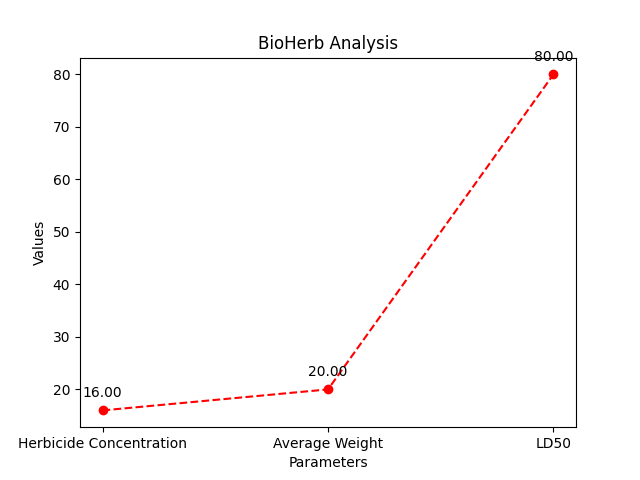 BioHerb Analysis
80.00
80
70
60
50
40
30
20
Values
20.00
16.00
Herbicide Concentration
Average Weight
LD50
Parameters